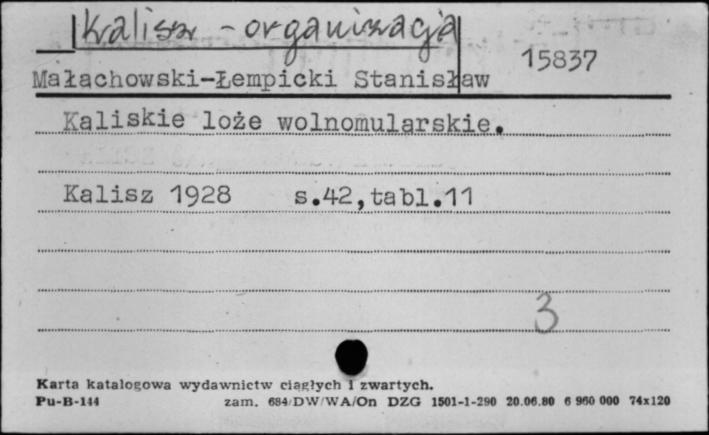 Kalisz - organizacja
15837
Małachowski-Łempicki Stanisław
Kaliskie loże wolnomularskie.
Kalisz 1928 s.42,tabl.11
3
Karta katalogowa wydawnictw ciągłych i zwartych.
Pu-B-144 zam. 684/DW/WA/On DZG 1501-1-290 20.06.80 6 960 000 74x120